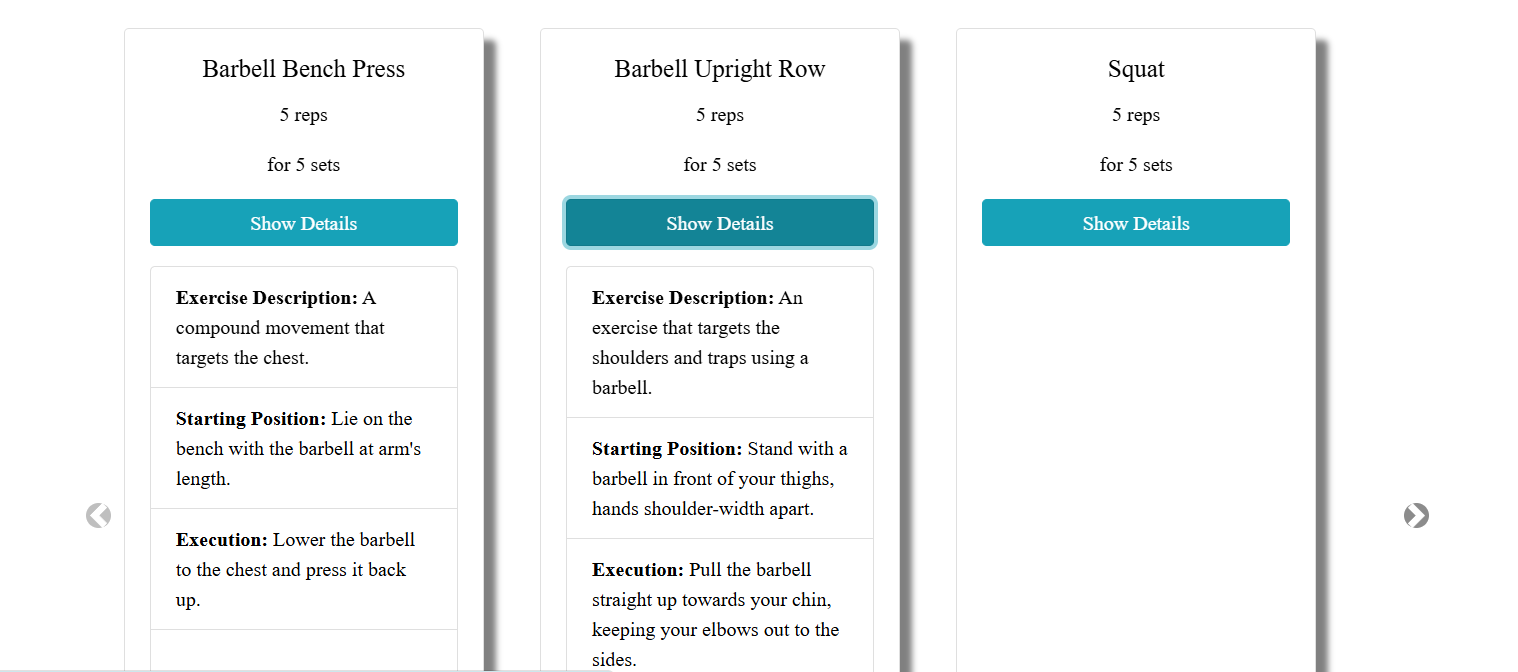 Barbell Bench Press
5 reps
for 5 sets
Show Details
Exercise Description: A
compound movement that
targets the chest.
Starting Position: Lie on the
bench with the barbell at arm's
length.
Execution: Lower the barbell
to the chest and press it back
up.
Barbell Upright Row
5 reps
for 5 sets
Show Details
Exercise Description: An
exercise that targets the
shoulders and traps using a
barbell.
Starting Position: Stand with a
barbell in front of your thighs,
hands shoulder-width apart.
Execution: Pull the barbell
straight up towards your chin,
keeping your elbows out to the
sides.
Squat
5 reps
for 5 sets
Show Details